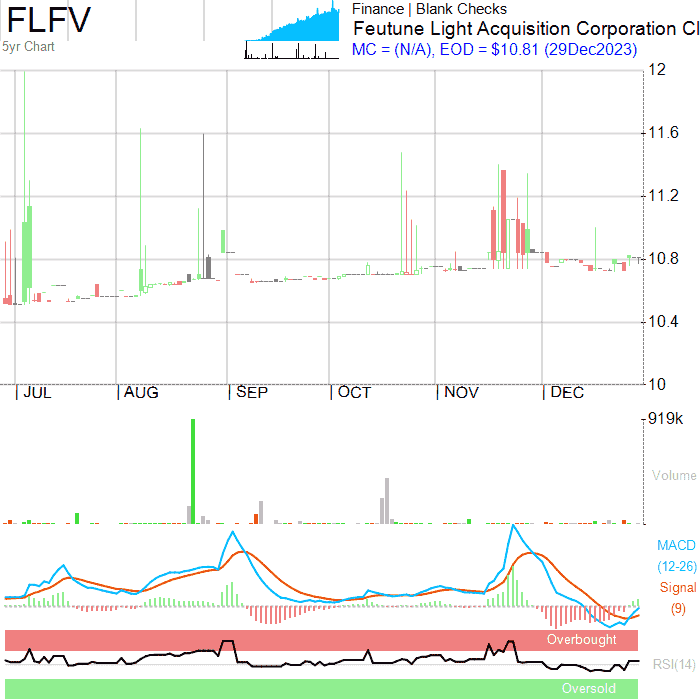 FLFV
5yr Chart
Finance | Blank Checks
Feutune Light Acquisition Corporation Cl
MC = (N/A), EOD = $10.81 (29Dec2023)
12
11.6
11.2
10.8
10.4
10
JUL
AUG
SEP
OCT
NOV
DEC
919k
Volume
MACD
(12-26)
Signal
(9)
Overbought
RSI(14)
Oversold